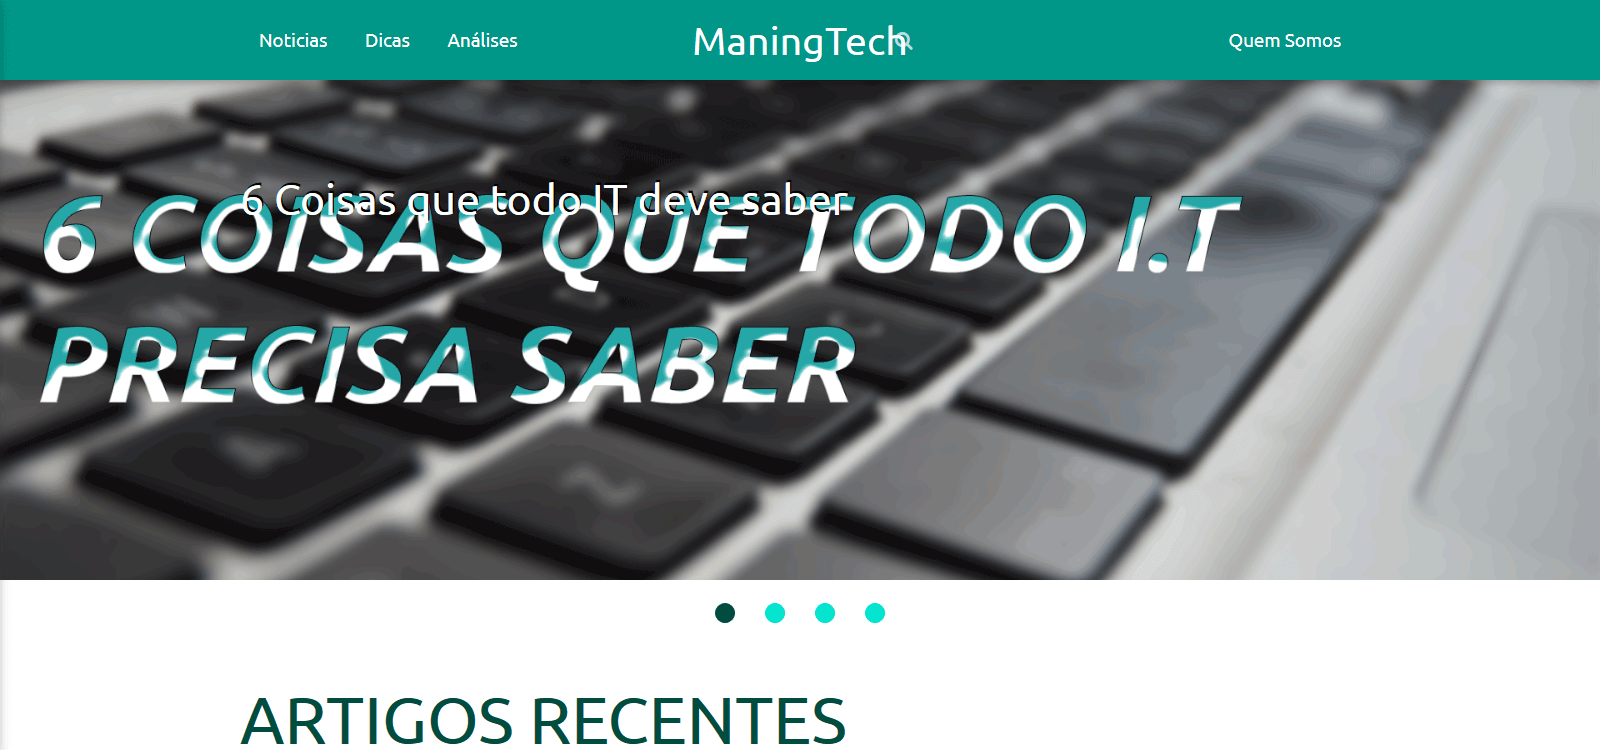 Noticias Dicas Análises ManingTech Quem Somos
6 Coisas que todo IT deve saber
6 COISAS QUE TODO I.T
PRECISA SABER
ARTIGOS RECENTES